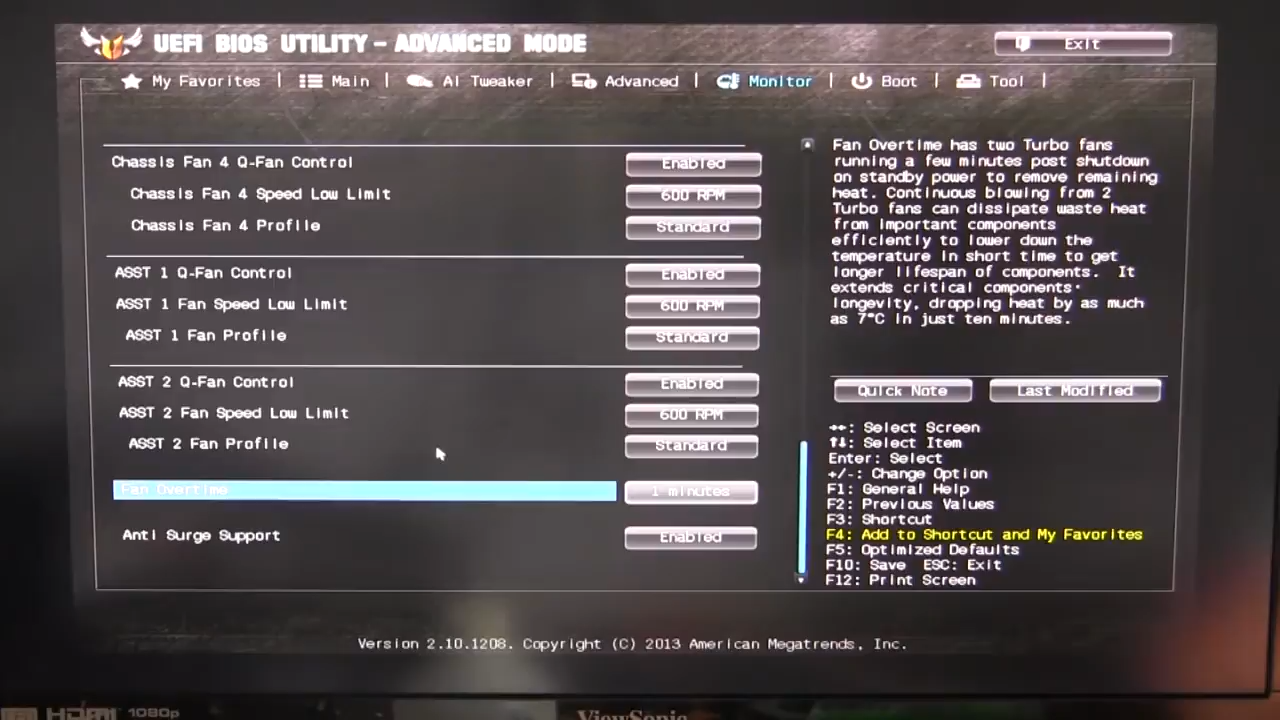 UEFI BIOS UTILITY - ADVANCED MODE
Exit
My Favorites
Main
AI Tweaker
Advanced
Monitor
Boot
Tool
Chassis Fan 4 Q-Fan Control
Enabled
Chassis Fan 4 Speed Low Limit
600 RPM
Chassis Fan 4 Profile
Standard
ASST 1 Q-Fan Control
Enabled
ASST 1 Fan Speed Low Limit
600 RPM
ASST 1 Fan Profile
Standard
ASST 2 Q-Fan Control
Enabled
ASST 2 Fan Speed Low Limit
600 RPM
ASST 2 Fan Profile
Standard
Fan Overtime
1 minutes
Anti Surge Support
Enabled
Fan Overtime has two Turbo fans
running a few minutes post shutdown
on standby power to remove remaining
heat. Continuous blowing from 2
Turbo fans can dissipate waste heat
from important components
efficiently to lower down the
temperature in short time to get
longer lifespan of components. It
extends critical components'
longevity, dropping heat by as much
as 7°C in just ten minutes.
Quick Note
Last Modified
→←: Select Screen
↑↓: Select Item
Enter: Select
+/-: Change Option
F1: General Help
F2: Previous Values
F3: Shortcut
F4: Add to Shortcut and My Favorites
F5: Optimized Defaults
F10: Save ESC: Exit
F12: Print Screen
Version 2.10.1208. Copyright (C) 2013 American Megatrends, Inc.
HDMI 1080p
ViewSonic